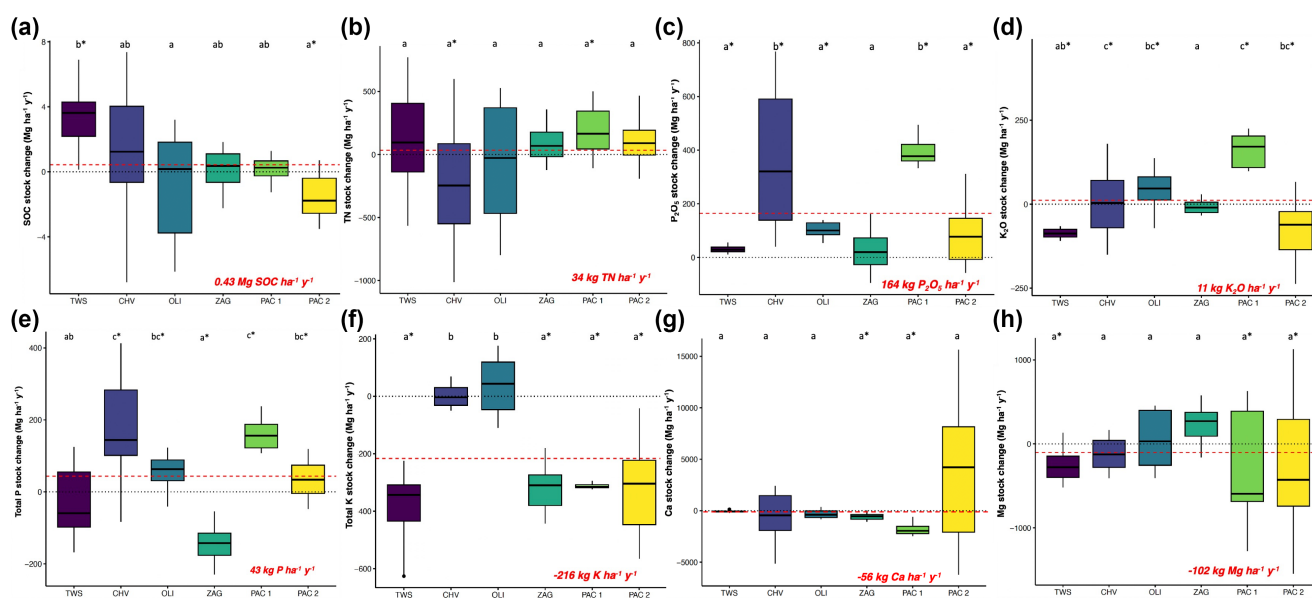 (a)
b* ab a ab ab a*
SOC stock change (Mg ha⁻¹ y⁻¹)
8
4
0
-4
0.43 Mg SOC ha⁻¹ y⁻¹
TWS CHV OLI ZAG PAC 1 PAC 2
(b)
a a* a a a* a
TN stock change (Mg ha⁻¹ y⁻¹)
500
0
-500
-1000
34 kg TN ha⁻¹ y⁻¹
TWS CHV OLI ZAG PAC 1 PAC 2
(c)
a* b* a* a b* a*
P₂O₅ stock change (Mg ha⁻¹ y⁻¹)
800
600
400
200
0
164 kg P₂O₅ ha⁻¹ y⁻¹
TWS CHV OLI ZAG PAC 1 PAC 2
(d)
ab* c* bc* a c* bc*
K₂O stock change (Mg ha⁻¹ y⁻¹)
250
0
-250
11 kg K₂O ha⁻¹ y⁻¹
TWS CHV OLI ZAG PAC 1 PAC 2
(e)
ab c* bc* a* c* bc*
Total P stock change (Mg ha⁻¹ y⁻¹)
400
200
0
-200
43 kg P ha⁻¹ y⁻¹
TWS CHV OLI ZAG PAC 1 PAC 2
(f)
a* b b a* a* a*
Total K stock change (Mg ha⁻¹ y⁻¹)
200
0
-200
-400
-600
-216 kg K ha⁻¹ y⁻¹
TWS CHV OLI ZAG PAC 1 PAC 2
(g)
a a a a* a* a
Ca stock change (Mg ha⁻¹ y⁻¹)
15000
10000
5000
0
-5000
-56 kg Ca ha⁻¹ y⁻¹
TWS CHV OLI ZAG PAC 1 PAC 2
(h)
a* a a a a* a*
Mg stock change (Mg ha⁻¹ y⁻¹)
1000
0
-1000
-102 kg Mg ha⁻¹ y⁻¹
TWS CHV OLI ZAG PAC 1 PAC 2